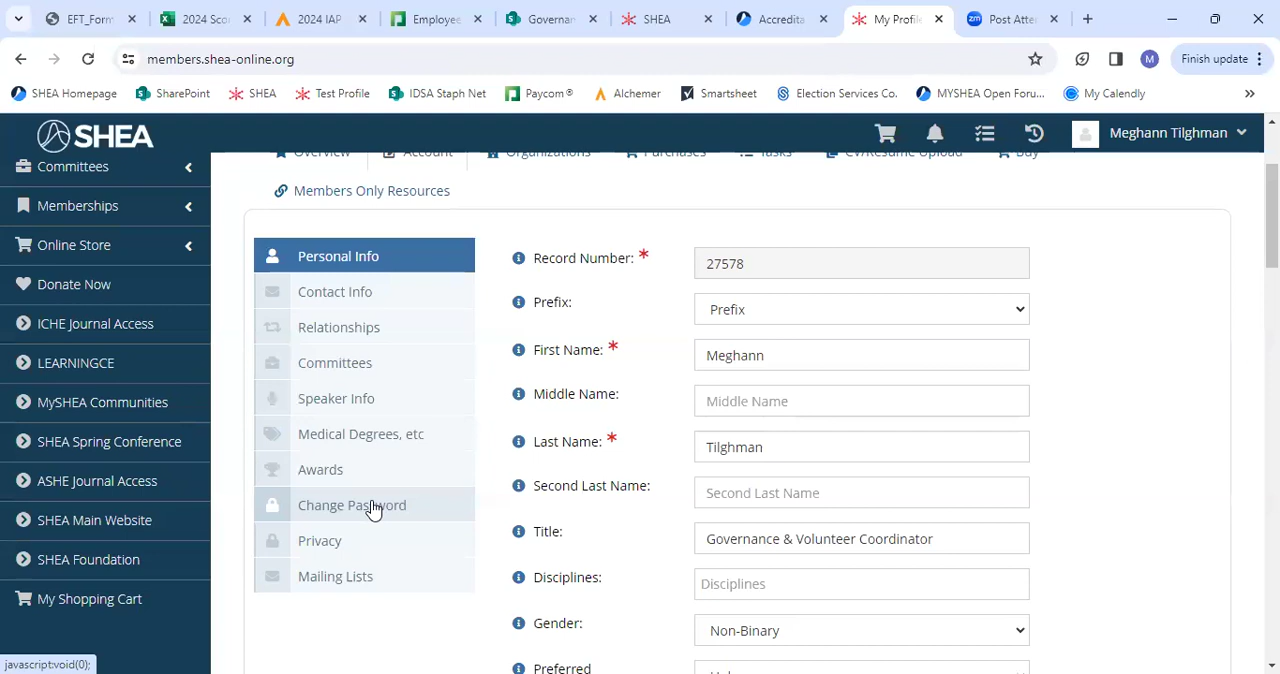 EFT_Form
2024 Sco
2024 IAP
Employee
Governan
SHEA
Accredita
My Profile
Post Atte
members.shea-online.org
M
Finish update
SHEA Homepage
SharePoint
SHEA
Test Profile
IDSA Staph Net
Paycom®
Alchemer
Smartsheet
Election Services Co.
MYSHEA Open Foru...
My Calendly
SHEA
Meghann Tilghman
Overview
Account
Organizations
Purchases
Tasks
CV/Resume Upload
Buy
Members Only Resources
Committees
Memberships
Online Store
Donate Now
ICHE Journal Access
LEARNINGCE
MySHEA Communities
SHEA Spring Conference
ASHE Journal Access
SHEA Main Website
SHEA Foundation
My Shopping Cart
Personal Info
Contact Info
Relationships
Committees
Speaker Info
Medical Degrees, etc
Awards
Change Password
Privacy
Mailing Lists
Record Number: *
27578
Prefix:
Prefix
First Name: *
Meghann
Middle Name:
Middle Name
Last Name: *
Tilghman
Second Last Name:
Second Last Name
Title:
Governance & Volunteer Coordinator
Disciplines:
Disciplines
Gender:
Non-Binary
Preferred
javascript:void(0);